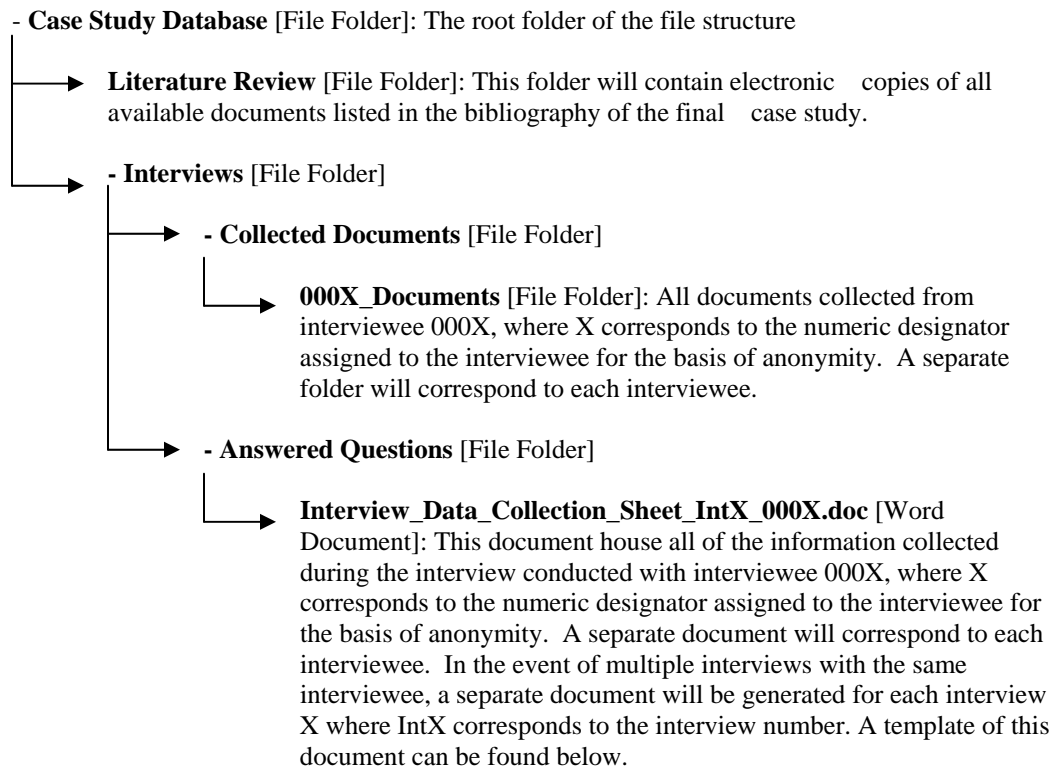 - Case Study Database [File Folder]: The root folder of the file structure
Literature Review [File Folder]: This folder will contain electronic copies of all
available documents listed in the bibliography of the final case study.
- Interviews [File Folder]
- Collected Documents [File Folder]
000X_Documents [File Folder]: All documents collected from
interviewee 000X, where X corresponds to the numeric designator
assigned to the interviewee for the basis of anonymity. A separate
folder will correspond to each interviewee.
- Answered Questions [File Folder]
Interview_Data_Collection_Sheet_IntX_000X.doc [Word
Document]: This document house all of the information collected
during the interview conducted with interviewee 000X, where X
corresponds to the numeric designator assigned to the interviewee for
the basis of anonymity. A separate document will correspond to each
interviewee. In the event of multiple interviews with the same
interviewee, a separate document will be generated for each interview
X where IntX corresponds to the interview number. A template of this
document can be found below.